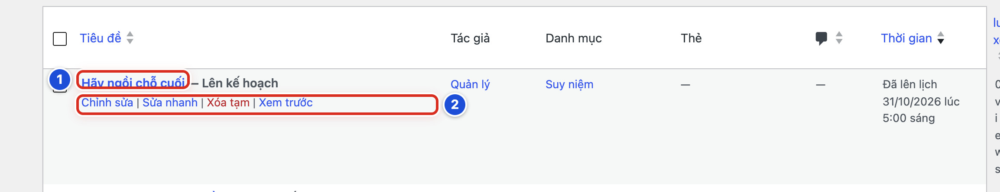 Tiêu đề Tác giả Danh mục Thẻ Thời gian
1 Hãy ngồi chỗ cuối — Lên kế hoạch Quản lý Suy niệm — — Đã lên lịch
Chỉnh sửa | Sửa nhanh | Xóa tạm | Xem trước 2 31/10/2026 lúc
5:00 sáng